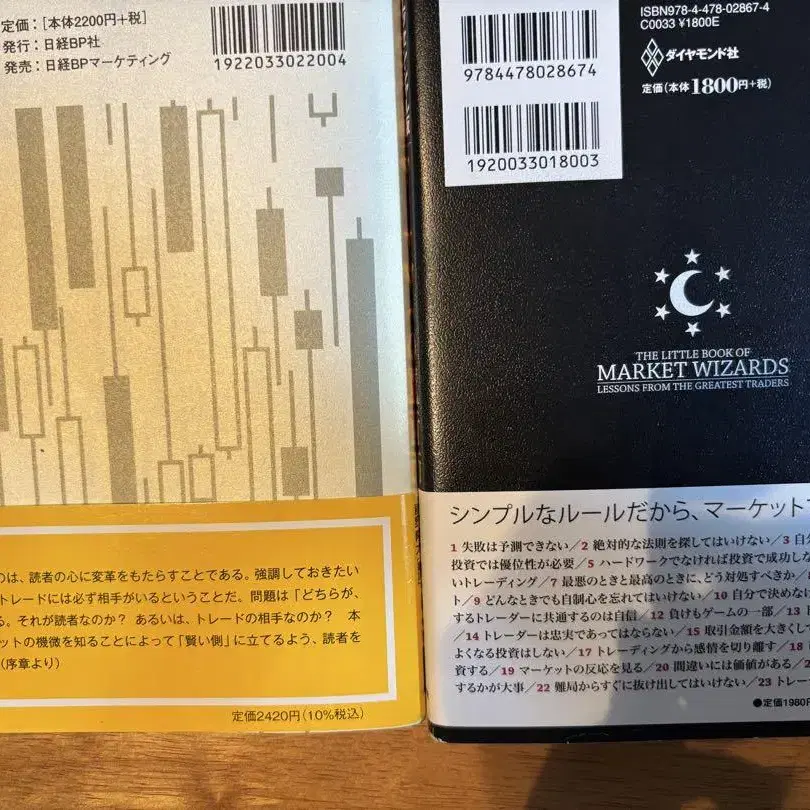 定価：[本体2200円+税]
発行：日経BP社
発売：日経BPマーケティング
1922033022004
のは、読者の心に変革をもたらすことである。強調しておきたい
トレードには必ず相手がいるということだ。問題は「どちらが、
る。それが読者なのか？ あるいは、トレードの相手なのか？ 本
ットの機微を知ることによって「賢い側」に立てるよう、読者を
（序章より）
定価2420円（10%税込）
ISBN978-4-478-02867-4
C0033 ¥1800E
9784478028674
1920033018003
ダイヤモンド社
定価（本体1800円+税）
THE LITTLE BOOK OF
MARKET WIZARDS
LESSONS FROM THE GREATEST TRADERS
シンプルなルールだから、マーケット
1 失敗は予測できない／2 絶対的な法則を探してはいけない／3 自分
投資では優位性が必要／5 ハードワークでなければ投資で成功し
いトレーディング／7 最悪のときと最高のときに、どう対処すべきか
ト／9 どんなときも自制心を忘れてはいけない／10 自分で決めな
するトレーダーに共通するのは自信／12 負けもゲームの一部／13
／14 トレーダーは忠実であってはならない／15 取引金額を大きくして
よくなる投資はしない／17 トレーディングから感情を切り離す／18
資する／19 マーケットの反応を見る／20 間違いには価値がある／2
するかが大事／22 難局からすぐに抜け出してはいけない／23 トレー
●定価1980円